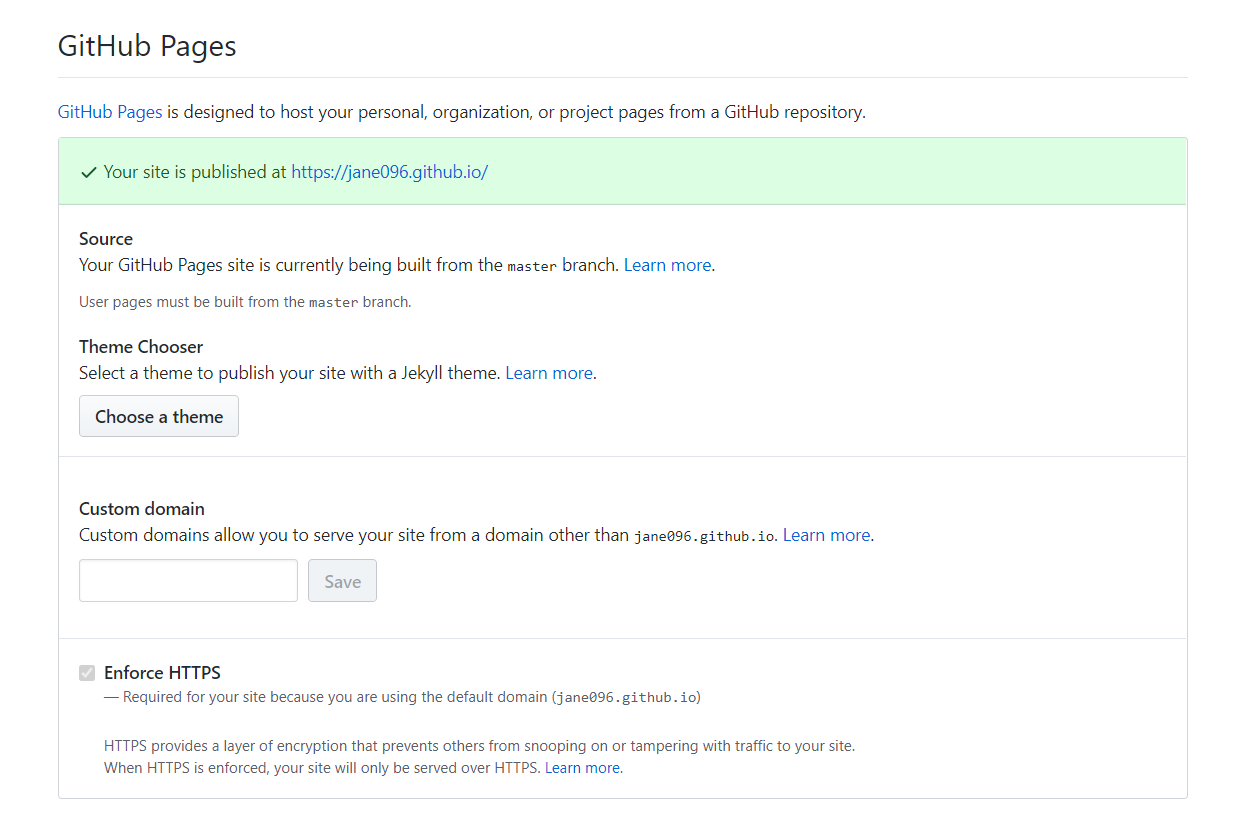 GitHub Pages
GitHub Pages is designed to host your personal, organization, or project pages from a GitHub repository.
Your site is published at https://jane096.github.io/
Source
Your GitHub Pages site is currently being built from the master branch. Learn more.
User pages must be built from the master branch.
Theme Chooser
Select a theme to publish your site with a Jekyll theme. Learn more.
Choose a theme
Custom domain
Custom domains allow you to serve your site from a domain other than jane096.github.io. Learn more.
Save
Enforce HTTPS
— Required for your site because you are using the default domain (jane096.github.io)
HTTPS provides a layer of encryption that prevents others from snooping on or tampering with traffic to your site.
When HTTPS is enforced, your site will only be served over HTTPS. Learn more.